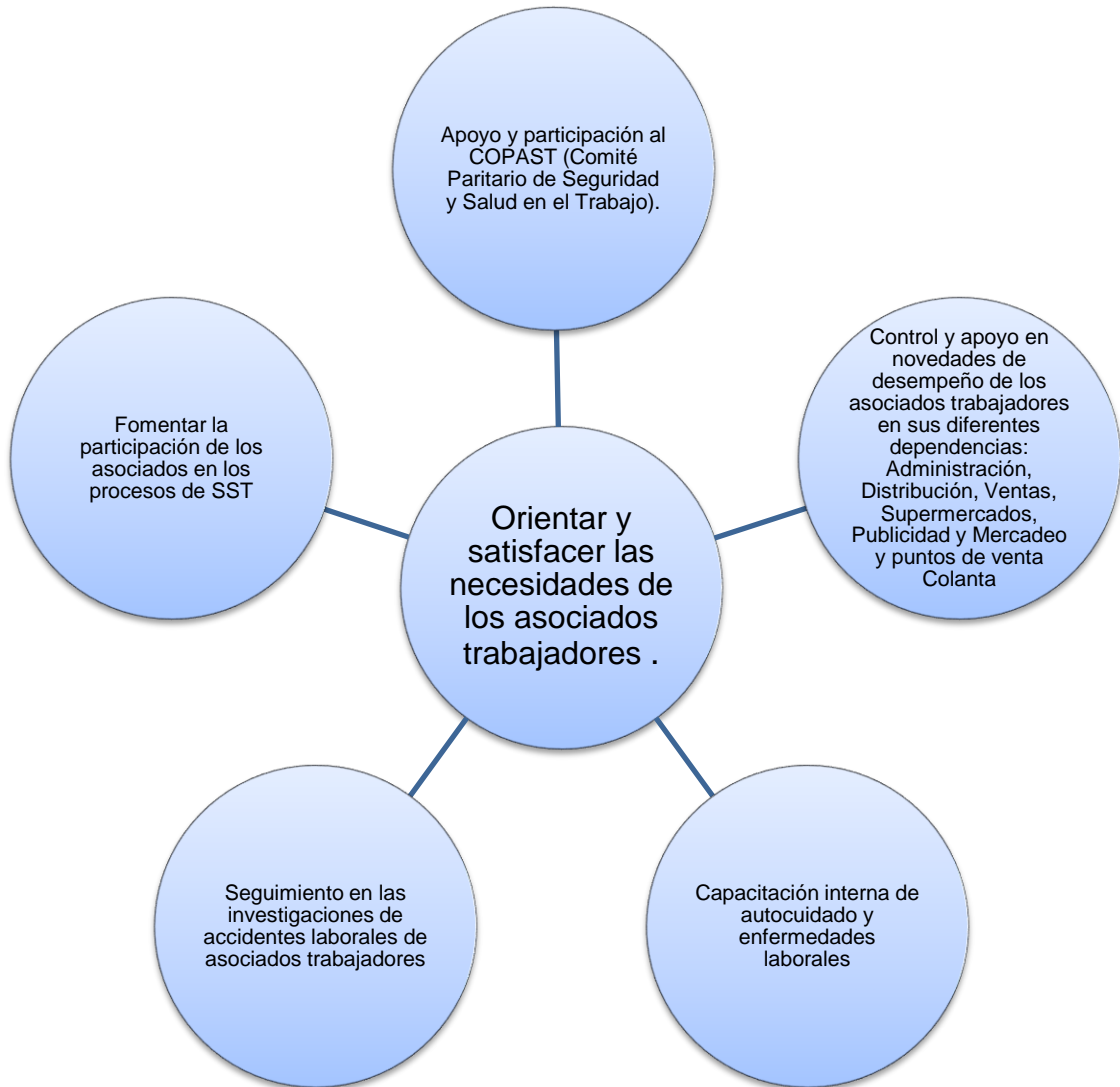 Apoyo y participación al
COPAST (Comité
Paritario de Seguridad
y Salud en el Trabajo).
Control y apoyo en
novedades de
desempeño de los
asociados trabajadores
en sus diferentes
dependencias:
Administración,
Distribución, Ventas,
Supermercados,
Publicidad y Mercadeo
y puntos de venta
Colanta
Fomentar la
participación de los
asociados en los
procesos de SST
Orientar y
satisfacer las
necesidades de
los asociados
trabajadores .
Seguimiento en las
investigaciones de
accidentes laborales de
asociados trabajadores
Capacitación interna de
autocuidado y
enfermedades
laborales